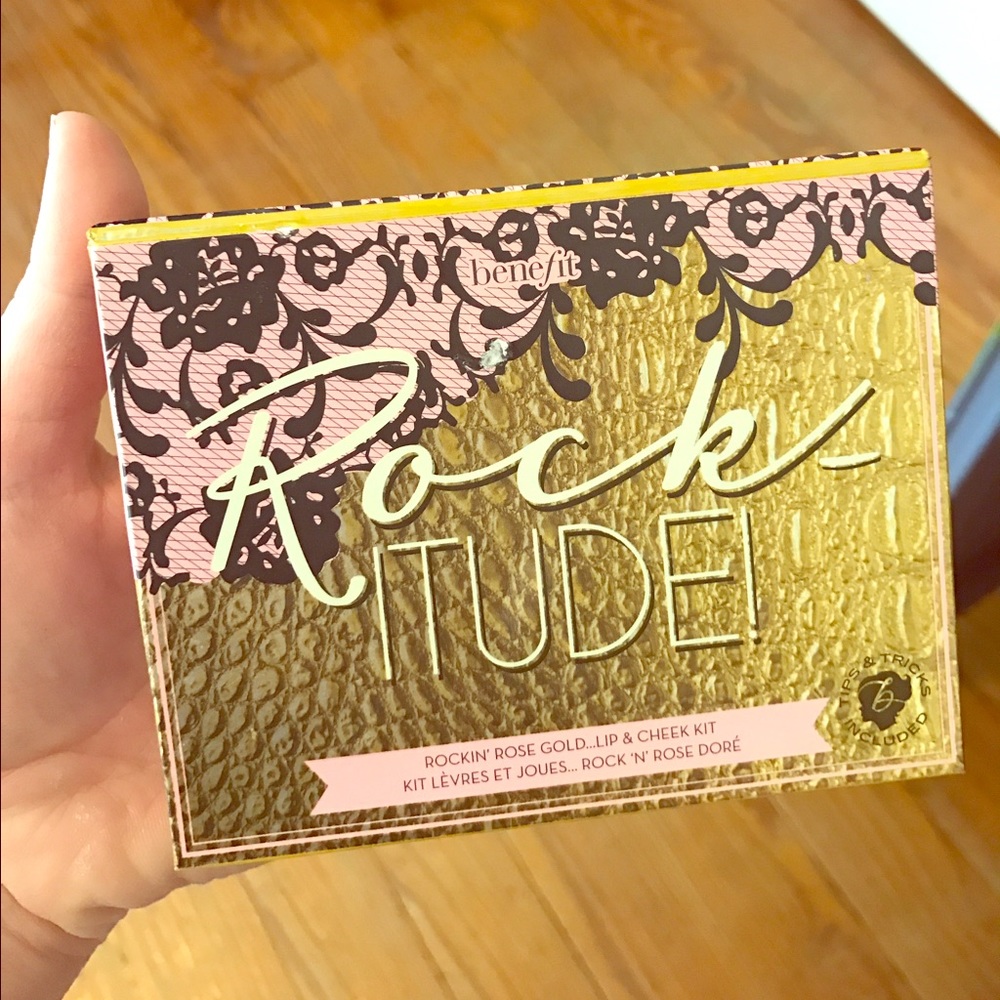 benefit
Rock-
ITUDE!
ROCKIN' ROSE GOLD...LIP & CHEEK KIT
KIT LÈVRES ET JOUES... ROCK 'N' ROSE DORÉ
TIPS & TRICKS
b
INCLUDED